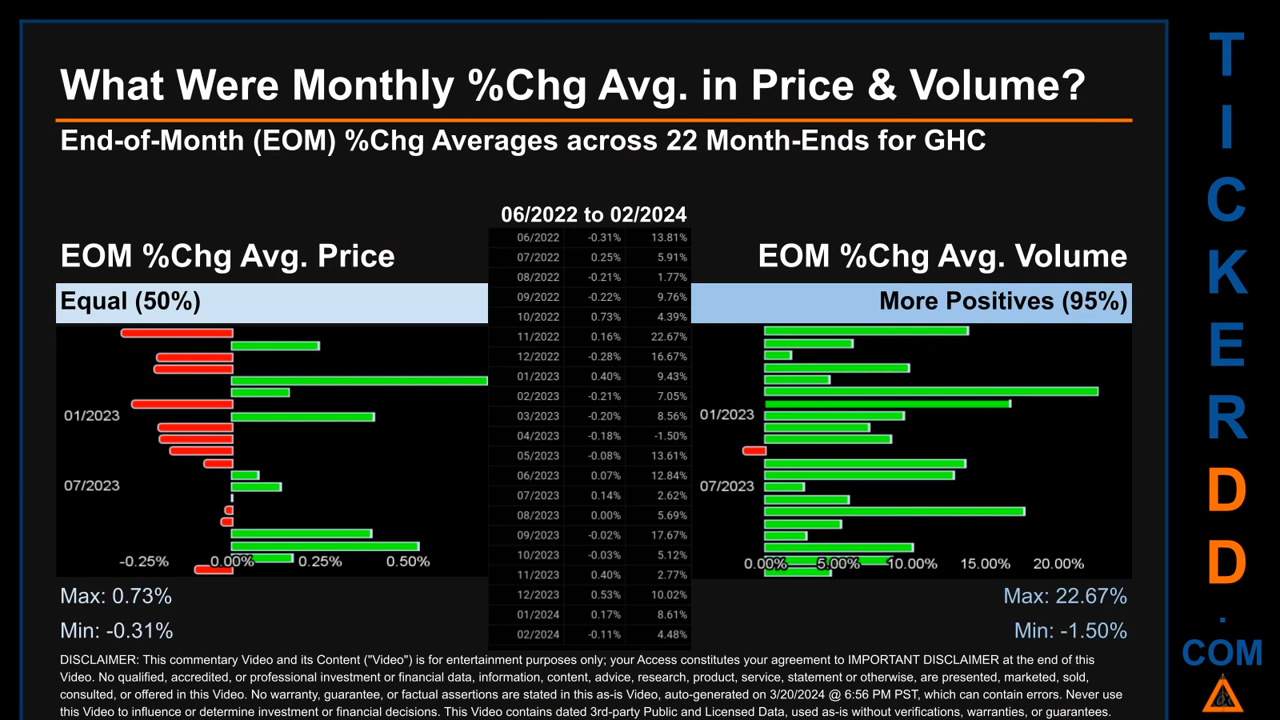 What Were Monthly %Chg Avg. in Price & Volume?
End-of-Month (EOM) %Chg Averages across 22 Month-Ends for GHC
06/2022 to 02/2024
EOM %Chg Avg. Price
EOM %Chg Avg. Volume
Equal (50%)
More Positives (95%)
06/2022 -0.31% 13.81%
07/2022 0.25% 5.91%
08/2022 -0.21% 1.77%
09/2022 -0.22% 9.76%
10/2022 0.73% 4.39%
11/2022 0.16% 22.67%
12/2022 -0.28% 16.67%
01/2023 0.40% 9.43%
02/2023 -0.21% 7.05%
03/2023 -0.20% 8.56%
04/2023 -0.18% -1.50%
05/2023 -0.08% 13.61%
06/2023 0.07% 12.84%
07/2023 0.14% 2.62%
08/2023 0.00% 5.69%
09/2023 -0.02% 17.67%
10/2023 -0.03% 5.12%
11/2023 0.40% 2.77%
12/2023 0.53% 10.02%
01/2024 0.17% 8.61%
02/2024 -0.11% 4.48%
01/2023
07/2023
-0.25% 0.00% 0.25% 0.50%
01/2023
07/2023
0.00% 5.00% 10.00% 15.00% 20.00%
Max: 0.73%
Min: -0.31%
Max: 22.67%
Min: -1.50%
DISCLAIMER: This commentary Video and its Content ("Video") is for entertainment purposes only; your Access constitutes your agreement to IMPORTANT DISCLAIMER at the end of this
Video. No qualified, accredited, or professional investment or financial data, information, content, advice, research, product, service, statement or otherwise, are presented, marketed, sold,
consulted, or offered in this Video. No warranty, guarantee, or factual assertions are stated in this as-is Video, auto-generated on 3/20/2024 @ 6:56 PM PST, which can contain errors. Never use
this Video to influence or determine investment or financial decisions. This Video contains dated 3rd-party Public and Licensed Data, used as-is without verifications, warranties, or guarantees.
T
I
C
K
E
R
D
D
.
COM